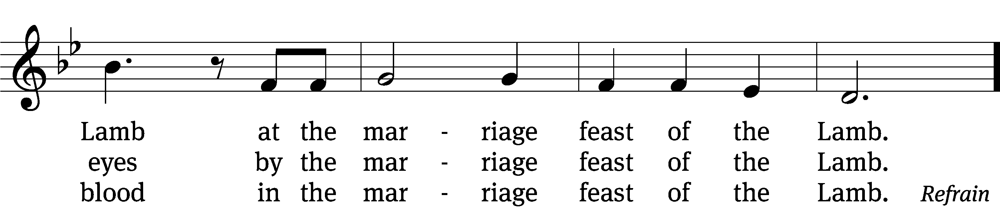 Lamb at the mar - riage feast of the Lamb.
eyes by the mar - riage feast of the Lamb.
blood in the mar - riage feast of the Lamb. Refrain